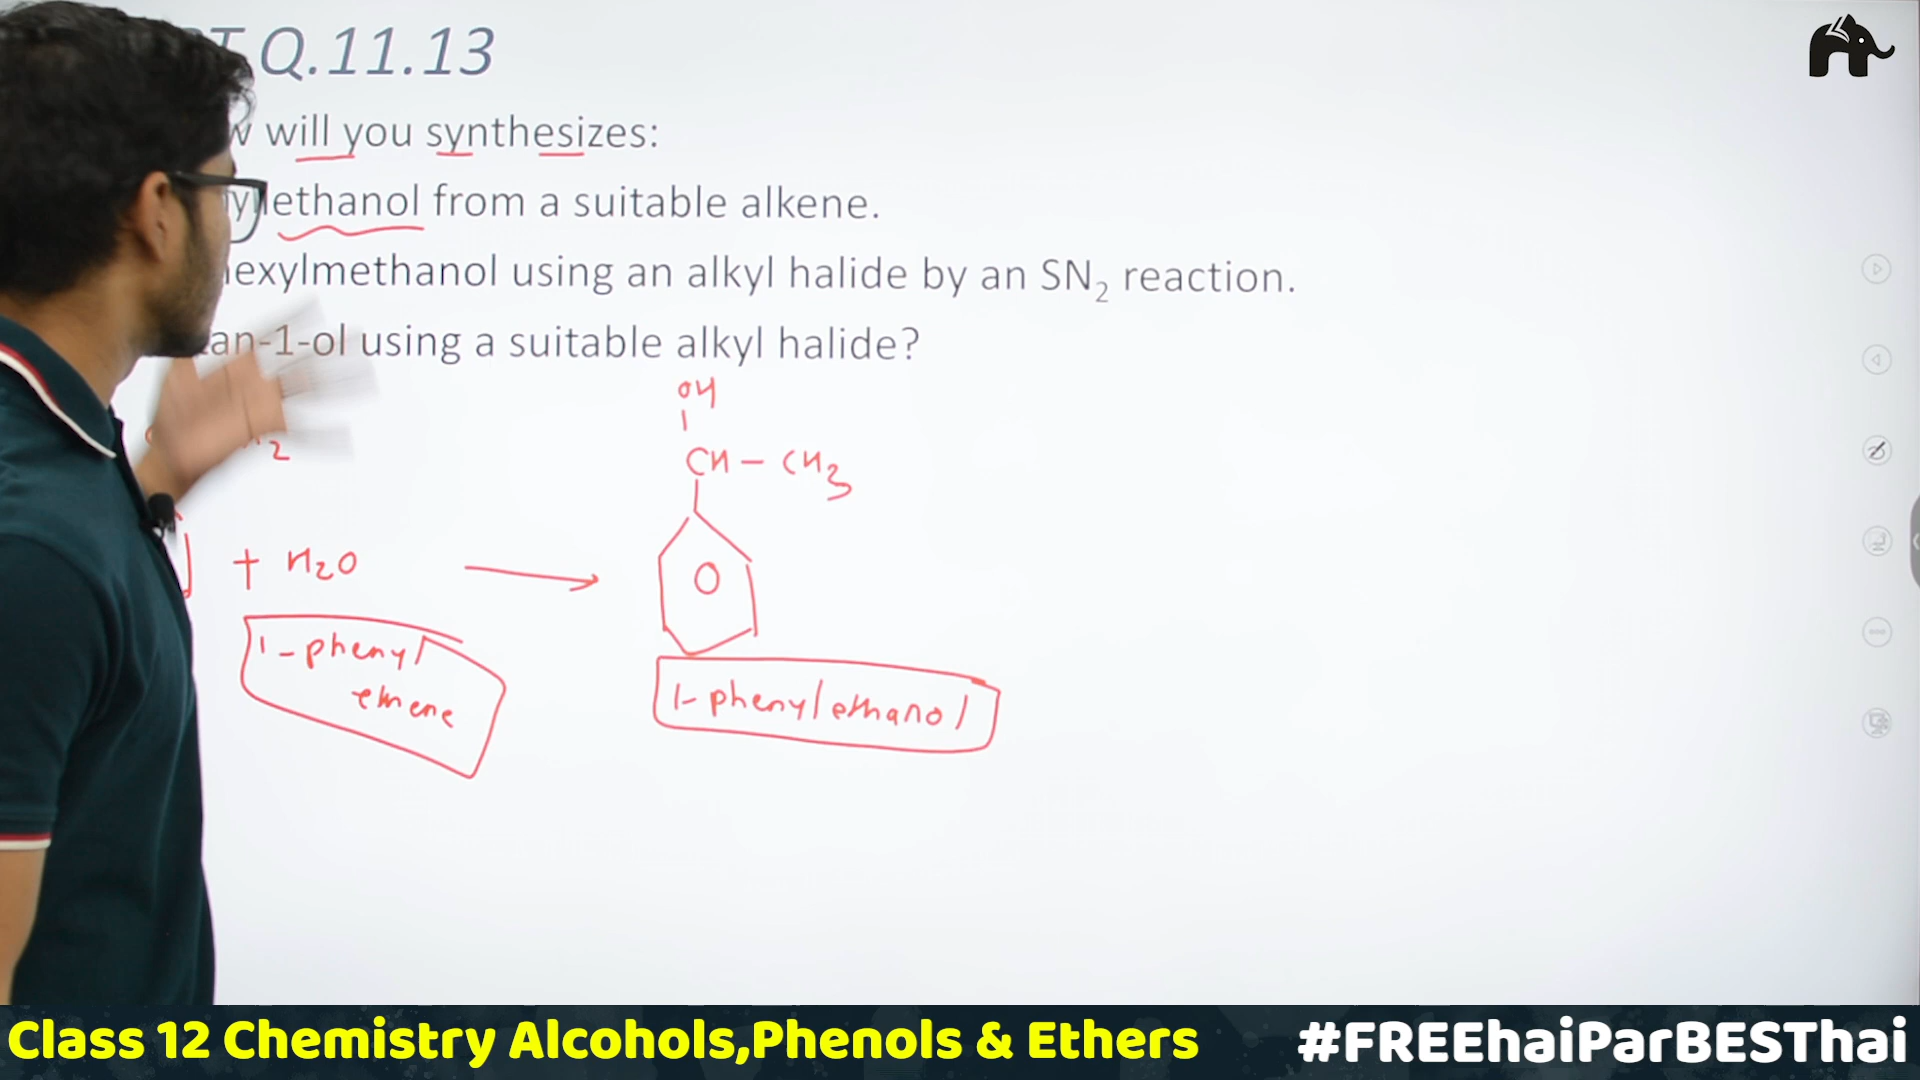 T Q.11.13
will you synthesizes:
ethanol from a suitable alkene.
exylmethanol using an alkyl halide by an SN2 reaction.
an-1-ol using a suitable alkyl halide?
OH
CH - CH3
2
+ H2O
1-phenyl
ethene
1-phenylethanol
Class 12 Chemistry Alcohols,Phenols & Ethers
#FREEhaiParBESThai